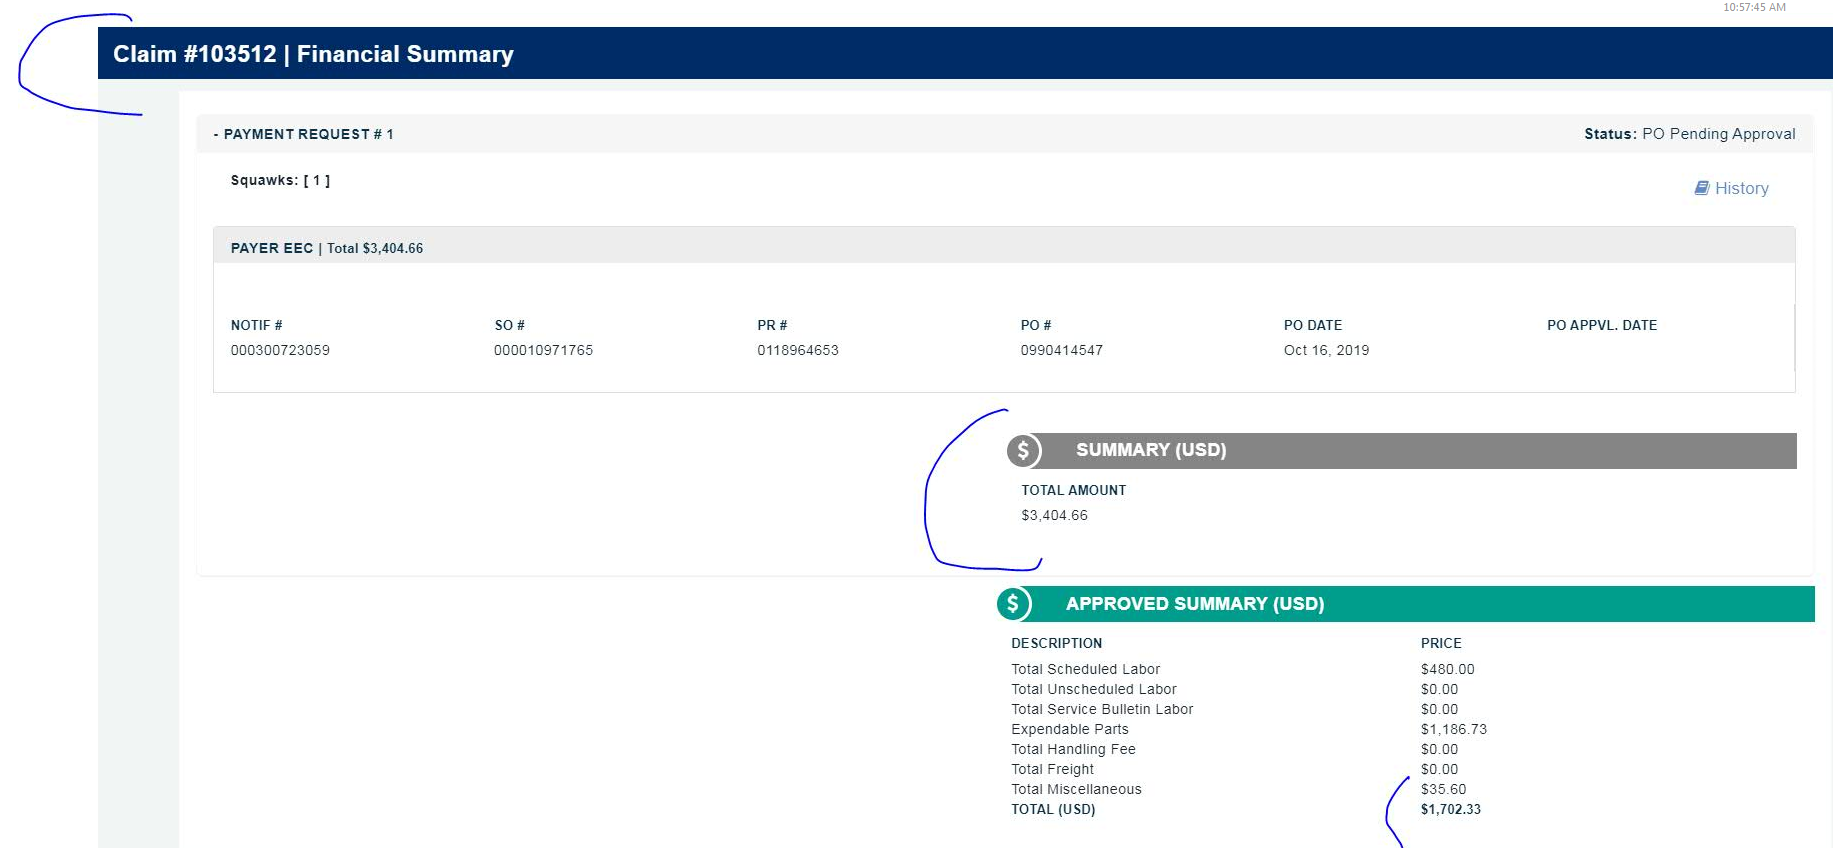 10:57:45 AM
Claim #103512 | Financial Summary
- PAYMENT REQUEST # 1 Status: PO Pending Approval
Squawks: [ 1 ]
History
PAYER EEC | Total $3,404.66
NOTIF # SO # PR # PO # PO DATE PO APPVL. DATE
000300723059 000010971765 0118964653 0990414547 Oct 16, 2019
$ SUMMARY (USD)
TOTAL AMOUNT
$3,404.66
$ APPROVED SUMMARY (USD)
DESCRIPTION PRICE
Total Scheduled Labor $480.00
Total Unscheduled Labor $0.00
Total Service Bulletin Labor $0.00
Expendable Parts $1,186.73
Total Handling Fee $0.00
Total Freight $0.00
Total Miscellaneous $35.60
TOTAL (USD) $1,702.33